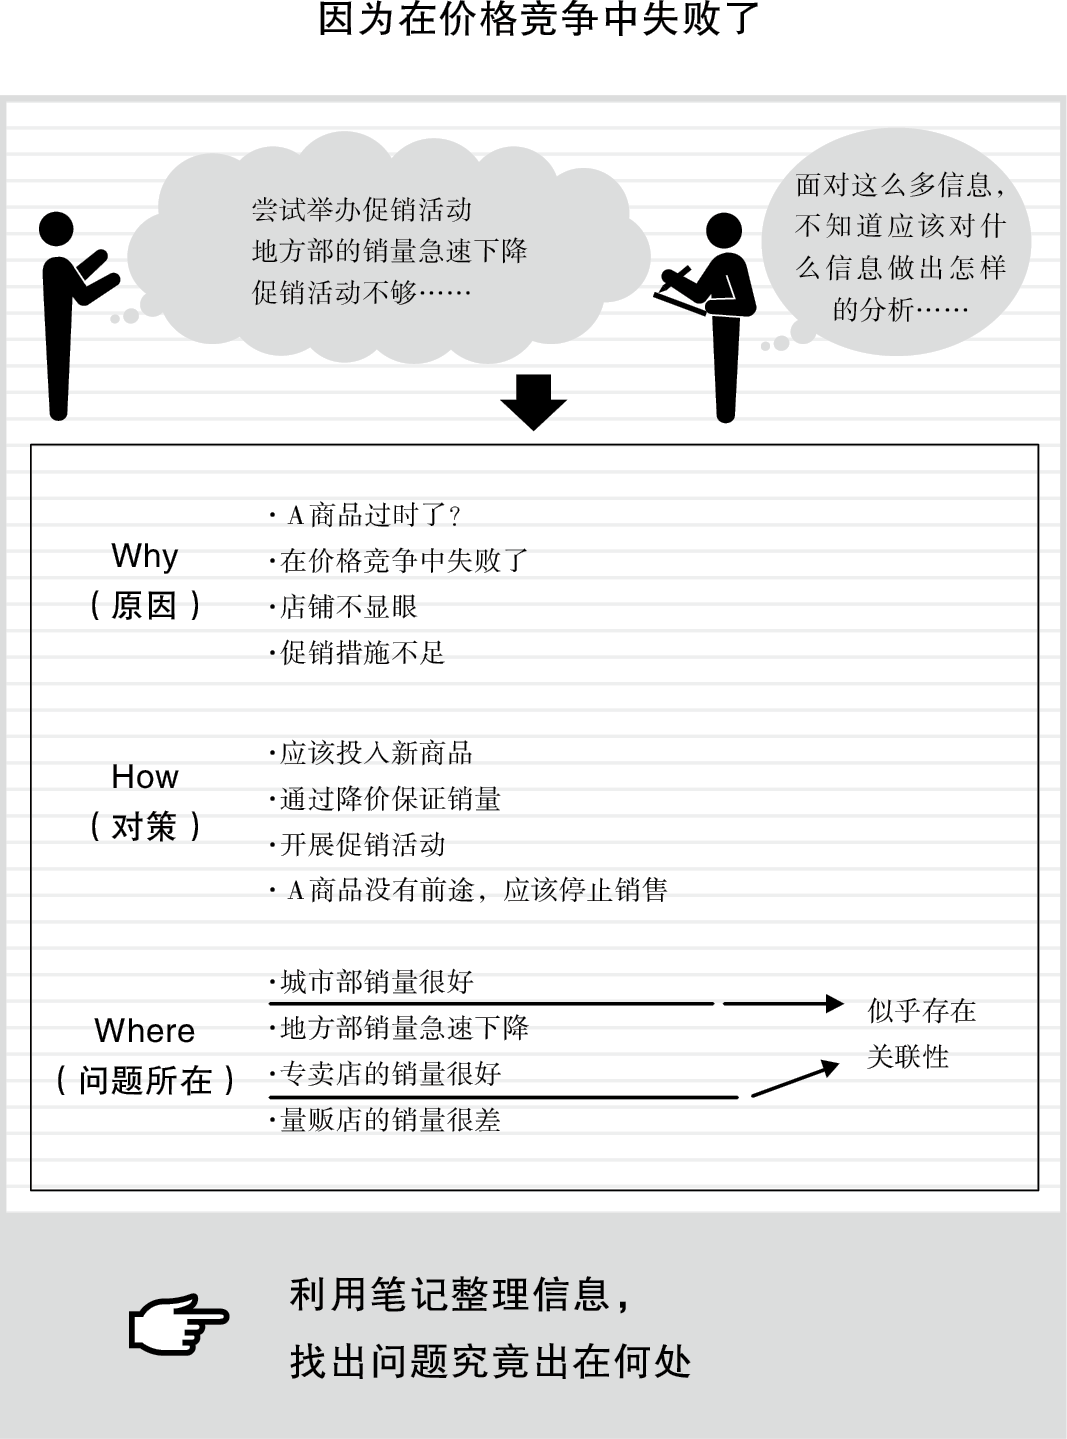 因为在价格竞争中失败了
尝试举办促销活动
地方部的销量急速下降
促销活动不够……
面对这么多信息，
不知道应该对什
么信息做出怎样
的分析……
Why
（原因）
· A商品过时了？
·在价格竞争中失败了
·店铺不显眼
·促销措施不足
How
（对策）
·应该投入新商品
·通过降价保证销量
·开展促销活动
· A商品没有前途，应该停止销售
Where
（问题所在）
·城市部销量很好
·地方部销量急速下降
·专卖店的销量很好
·量贩店的销量很差
似乎存在
关联性
利用笔记整理信息，
找出问题究竟出在何处